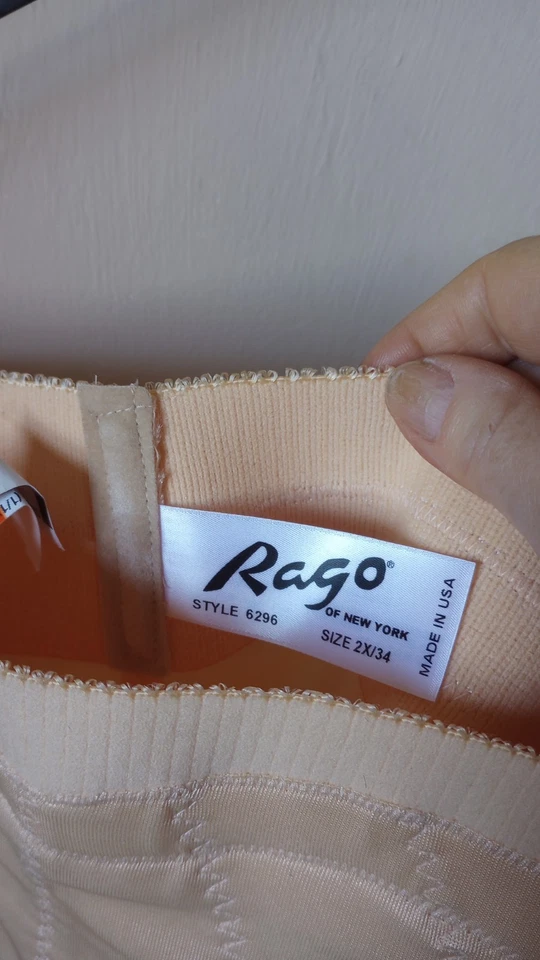 Rago®
OF NEW YORK
STYLE 6296
SIZE 2X/34
MADE IN USA